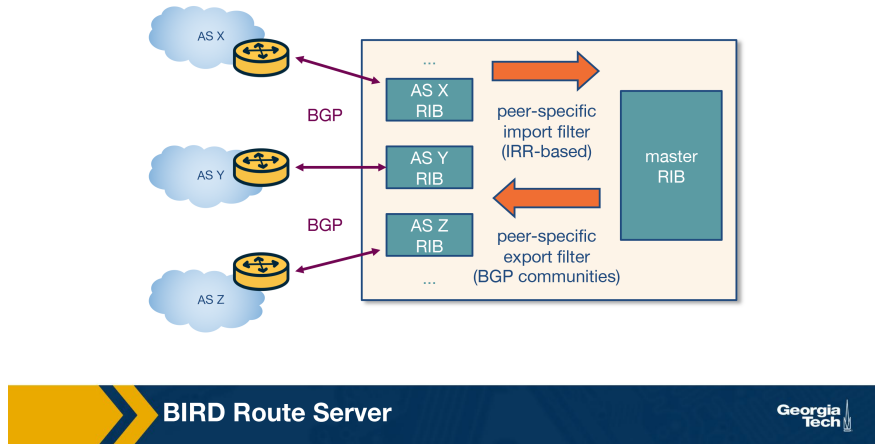 AS X
BGP
AS Y
BGP
AS Z
...
AS X
RIB
AS Y
RIB
AS Z
RIB
...
peer-specific
import filter
(IRR-based)
peer-specific
export filter
(BGP communities)
master
RIB
BIRD Route Server
Georgia
Tech